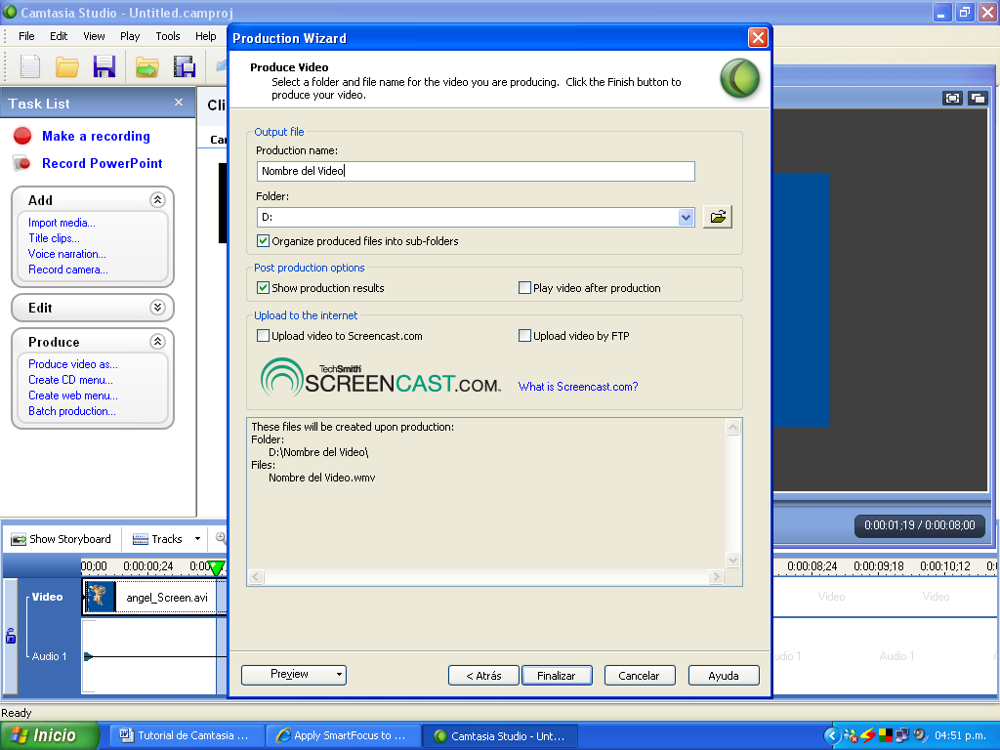 Camtasia Studio - Untitled.camproj
File Edit View Play Tools Help
Production Wizard
Produce Video
Select a folder and file name for the video you are producing. Click the Finish button to
produce your video.
Task List
Make a recording
Record PowerPoint
Add
Import media...
Title clips...
Voice narration...
Record camera...
Edit
Produce
Produce video as...
Create CD menu...
Create web menu...
Batch production...
Cli
Ca
Output file
Production name:
Nombre del Video
Folder:
D:
Organize produced files into sub-folders
Post production options
Show production results
Play video after production
Upload to the internet
Upload video to Screencast.com
Upload video by FTP
TechSmith
SCREENCAST.COM.
What is Screencast.com?
These files will be created upon production:
Folder:
D:\Nombre del Video\
Files:
Nombre del Video.wmv
Preview
< Atrás
Finalizar
Cancelar
Ayuda
0:00:01;19 / 0:00:08;00
Show Storyboard
Tracks
00;00 0:00:00;24 0:00 0:00:08;24 0:00:09;18 0:00:10;12 0:0
Video
angel_Screen.avi
Video
Video
Audio 1
udio 1
Audio 1
A
Ready
Inicio
Tutorial de Camtasia ...
Apply SmartFocus to ...
Camtasia Studio - Unt...
04:51 p.m.